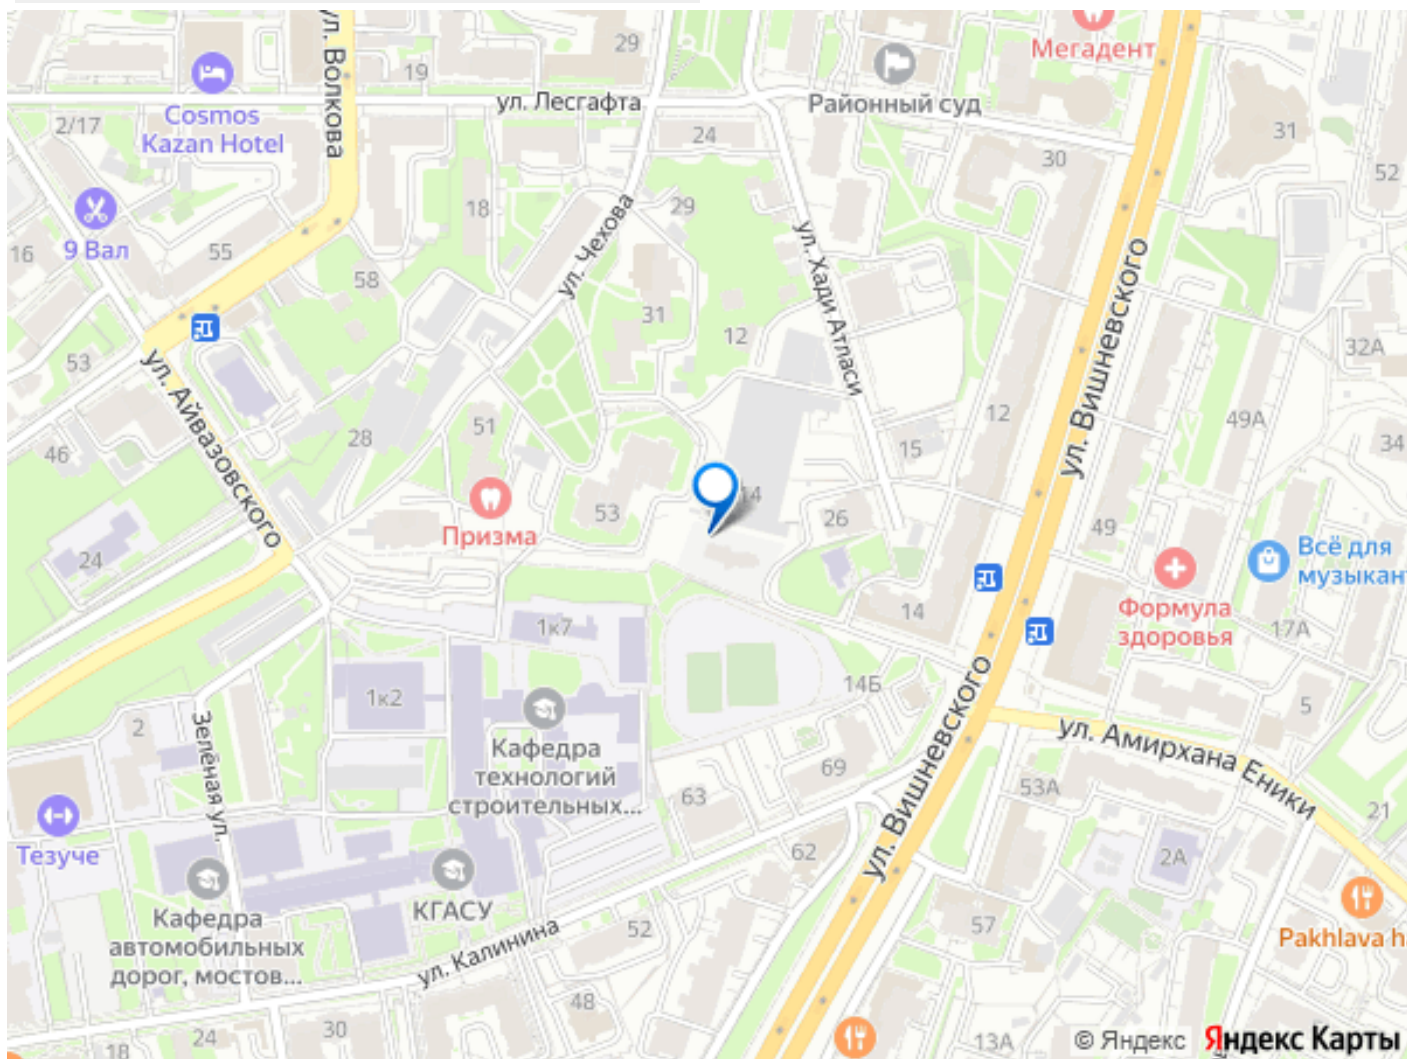 ул. Волкова
29
Мегадент
19
Cosmos
Kazan Hotel
ул. Лесгафта
Районный суд
2/17
24
31
30
52
9 Вал
18
29
16
55
ул. Чехова
58
ул. Хади Атласи
ул. Вишневского
31
12
53
32А
ул. Айвазовского
12
49А
51
28
15
34
46
14
53
26
49
Призма
24
Всё для
музыкан
Формула
здоровья
14
1к7
17А
14Б
1к2
5
2
Зелёная ул.
ул. Вишневского
ул. Амирхана Еники
Кафедра
технологий
строительных...
69
63
53А
21
Тезуче
62
2А
КГАСУ
Кафедра
автомобильных
дорог, мостов...
ул. Калинина
52
57
Pakhlava h
48
30
24
18
13А
© Яндекс Яндекс Карты